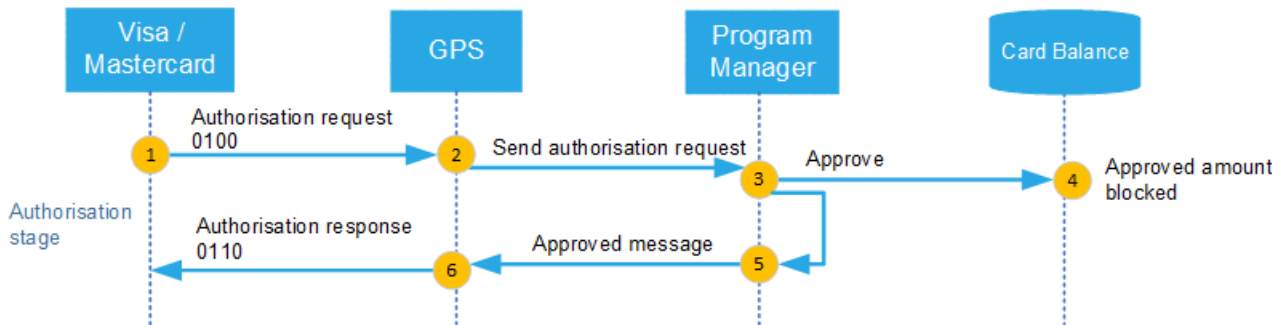 Visa /
Mastercard
GPS
Program
Manager
Card Balance
Authorisation request
0100
1
2
Send authorisation request
3
Approve
4
Approved amount
blocked
Authorisation
stage
Authorisation response
0110
6
Approved message
5